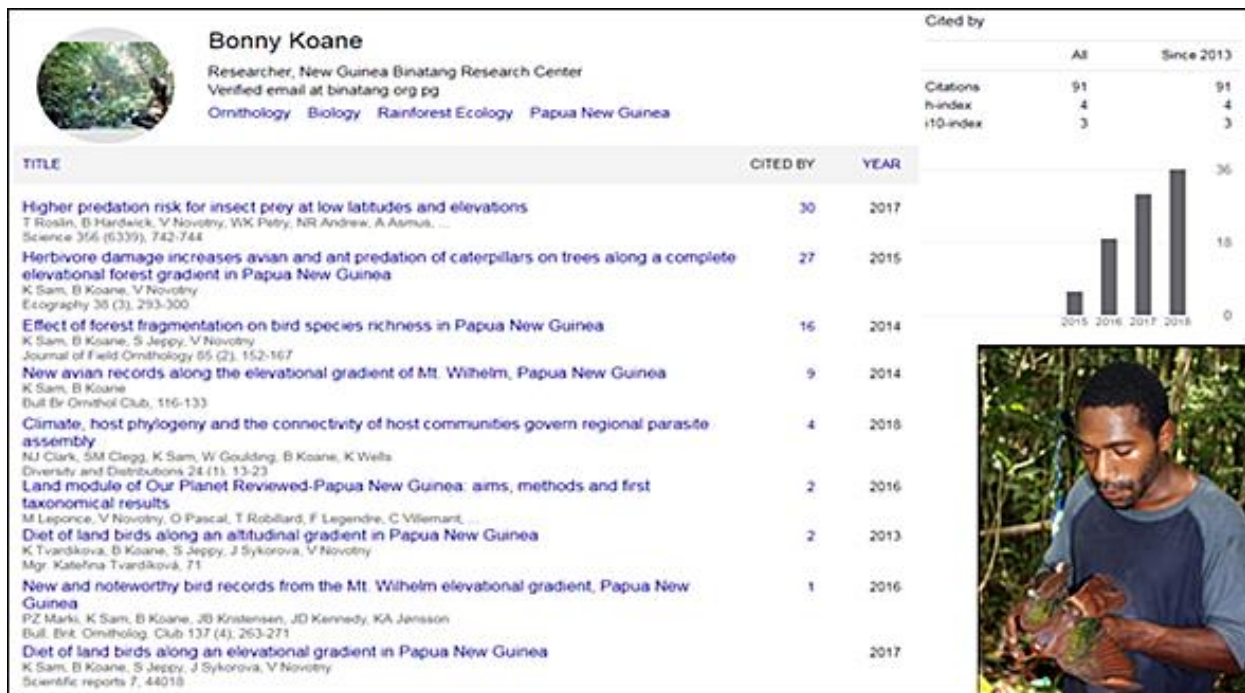 Bonny Koane
Researcher, New Guinea Binatang Research Center
Verified email at binatang org pg
Ornithology Biology Rainforest Ecology Papua New Guinea
TITLE CITED BY YEAR
Higher predation risk for insect prey at low latitudes and elevations 30 2017
T Roslin, B Hardwick, V Novotny, WK Petry, NR Andrew, A Asmus, ...
Science 356 (6339), 742-744
Herbivore damage increases avian and ant predation of caterpillars on trees along a complete 27 2015
elevational forest gradient in Papua New Guinea
K Sam, B Koane, V Novotny
Ecography 38 (3), 293-300
Effect of forest fragmentation on bird species richness in Papua New Guinea 16 2014
K Sam, B Koane, S Jeppy, V Novotny
Journal of Field Ornithology 85 (2), 152-167
New avian records along the elevational gradient of Mt. Wilhelm, Papua New Guinea 9 2014
K Sam, B Koane
Bull Br Ornithol Club, 116-133
Climate, host phylogeny and the connectivity of host communities govern regional parasite 4 2018
assembly
NJ Clark, SM Clegg, K Sam, W Goulding, B Koane, K Wells
Diversity and Distributions 24 (1), 13-23
Land module of Our Planet Reviewed-Papua New Guinea: aims, methods and first 2 2016
taxonomical results
M Leponce, V Novotny, O Pascal, T Robillard, F Legendre, C Villemant, ...
Diet of land birds along an altitudinal gradient in Papua New Guinea 2 2013
K Tvardikova, B Koane, S Jeppy, J Sykorova, V Novotny
Mgr. Kateřina Tvardíková, 71
New and noteworthy bird records from the Mt. Wilhelm elevational gradient, Papua New 1 2016
Guinea
PZ Marki, K Sam, B Koane, JB Kristensen, JD Kennedy, KA Jønsson
Bull. Brit. Ornitholog. Club 137 (4), 263-271
Diet of land birds along an elevational gradient in Papua New Guinea 2017
K Sam, B Koane, S Jeppy, J Sykorova, V Novotny
Scientific reports 7, 44018
Cited by
All Since 2013
Citations 91 91
h-index 4 4
i10-index 3 3
36
18
0
2015 2016 2017 2018